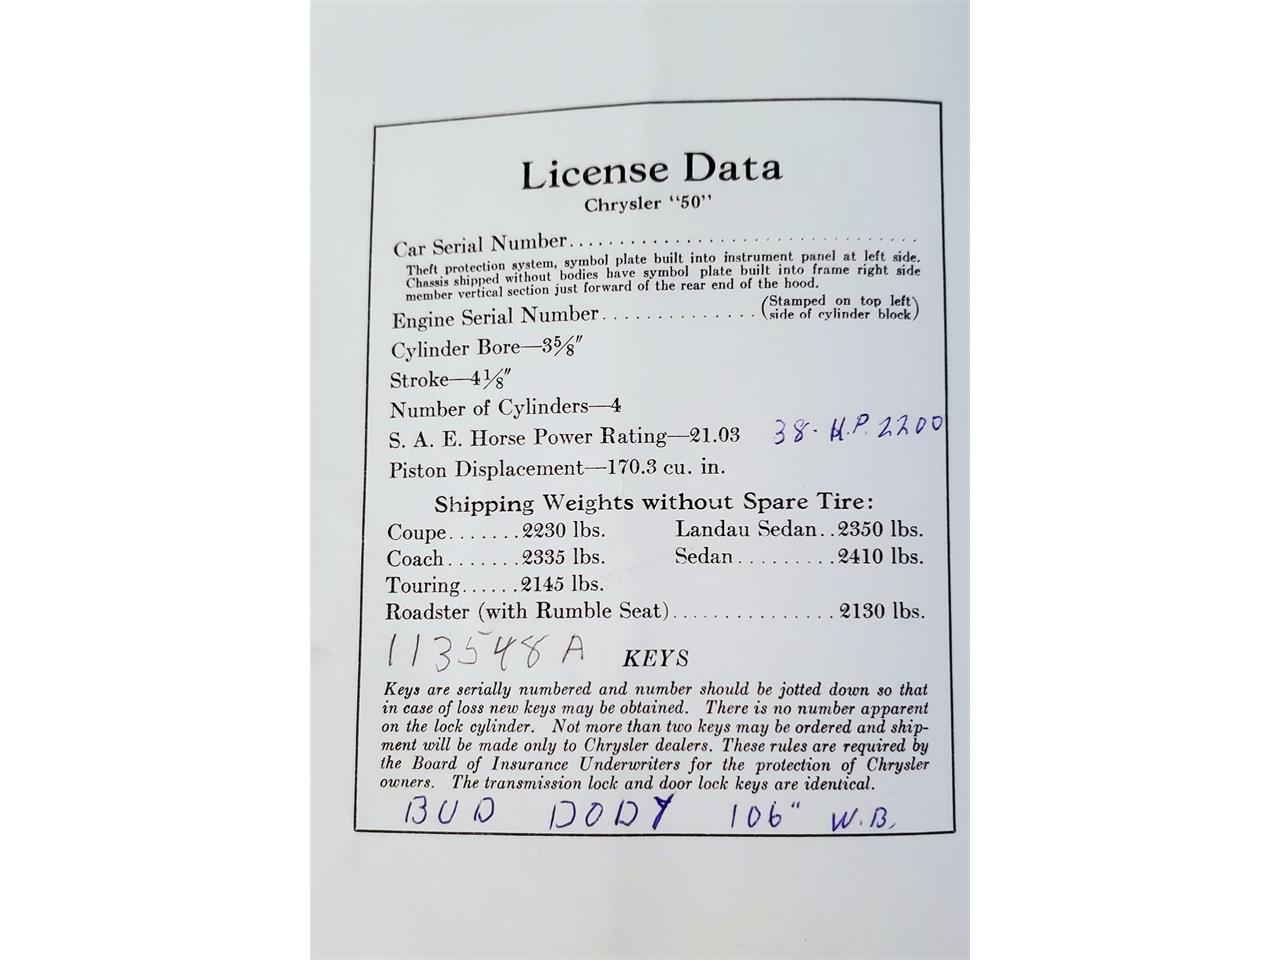 License Data
Chrysler "50"
Car Serial Number................................
Theft protection system, symbol plate built into instrument panel at left side.
Chassis shipped without bodies have symbol plate built into frame right side
member vertical section just forward of the rear end of the hood.
Engine Serial Number.............. (Stamped on top left
side of cylinder block)
Cylinder Bore—3⅝"
Stroke—4⅛"
Number of Cylinders—4
S. A. E. Horse Power Rating—21.03 38- H.P. 2200
Piston Displacement—170.3 cu. in.
Shipping Weights without Spare Tire:
Coupe.......2230 lbs. Landau Sedan..2350 lbs.
Coach.......2335 lbs. Sedan.........2410 lbs.
Touring......2145 lbs.
Roadster (with Rumble Seat)...............2130 lbs.
113548A KEYS
Keys are serially numbered and number should be jotted down so that
in case of loss new keys may be obtained. There is no number apparent
on the lock cylinder. Not more than two keys may be ordered and ship-
ment will be made only to Chrysler dealers. These rules are required by
the Board of Insurance Underwriters for the protection of Chrysler
owners. The transmission lock and door lock keys are identical.
BUD DODY 106" W.B.